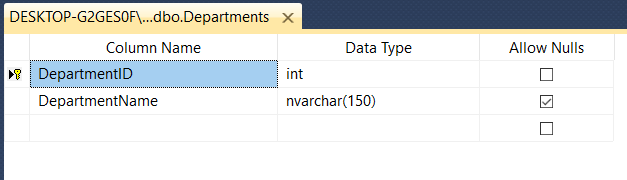 DESKTOP-G2GES0F\...dbo.Departments
Column Name Data Type Allow Nulls
DepartmentID int
DepartmentName nvarchar(150)